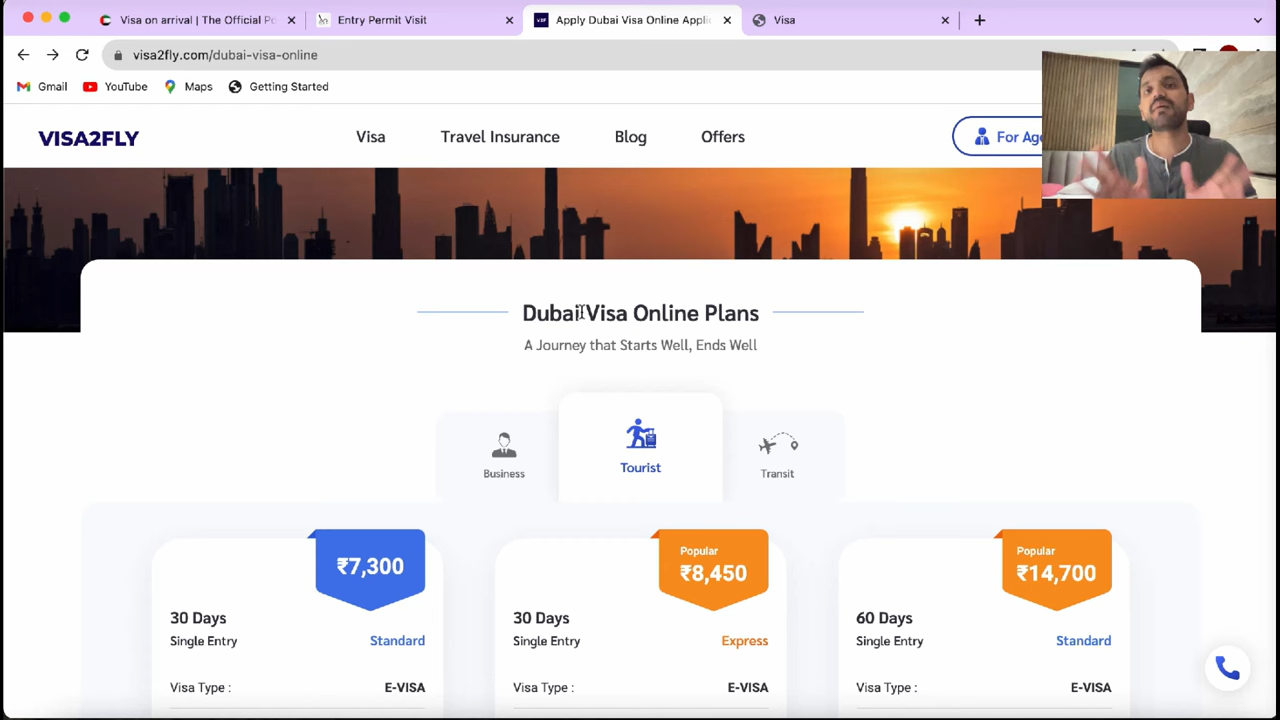 Visa on arrival | The Official Po
Entry Permit Visit
Apply Dubai Visa Online Applic
Visa
visa2fly.com/dubai-visa-online
Gmail
YouTube
Maps
Getting Started
VISA2FLY
Visa
Travel Insurance
Blog
Offers
For Age
Dubai Visa Online Plans
A Journey that Starts Well, Ends Well
Business
Tourist
Transit
₹7,300
30 Days
Single Entry
Standard
Visa Type :
E-VISA
Popular
₹8,450
30 Days
Single Entry
Express
Visa Type :
E-VISA
Popular
₹14,700
60 Days
Single Entry
Standard
Visa Type :
E-VISA